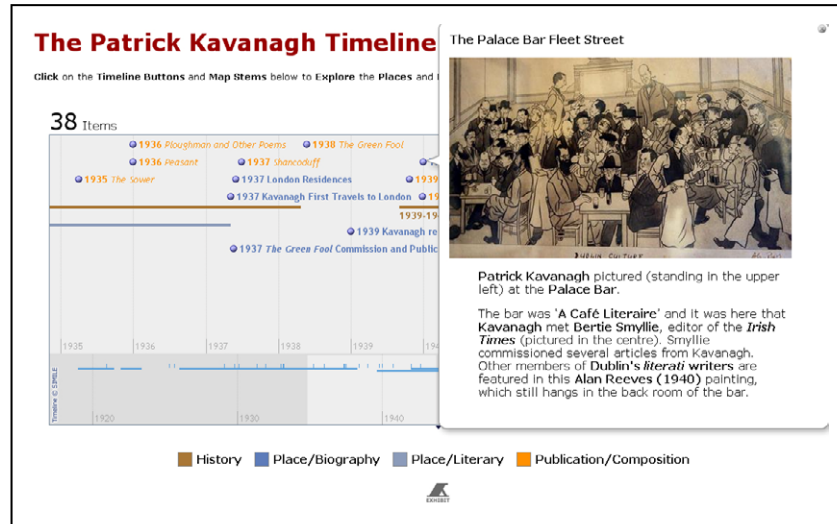 The Patrick Kavanagh Timeline
Click on the Timeline Buttons and Map Stems below to Explore the Places and
38 Items
1936 Ploughman and Other Poems
1938 The Green Fool
1936 Peasant
1937 Shancoduff
1935 The Sower
1937 London Residences
1939
1937 Kavanagh First Travels to London
1939-19
1939 Kavanagh re
1937 The Green Fool Commission and Public
1935 1936 1937 1938 1939 194
Timeline © SIMILE
1920 1930 1940
The Palace Bar Fleet Street
DUBLIN CULTURE
Patrick Kavanagh pictured (standing in the upper
left) at the Palace Bar.
The bar was 'A Café Literaire' and it was here that
Kavanagh met Bertie Smyllie, editor of the Irish
Times (pictured in the centre). Smyllie
commissioned several articles from Kavanagh.
Other members of Dublin's literati writers are
featured in this Alan Reeves (1940) painting,
which still hangs in the back room of the bar.
History Place/Biography Place/Literary Publication/Composition
EXHIBIT